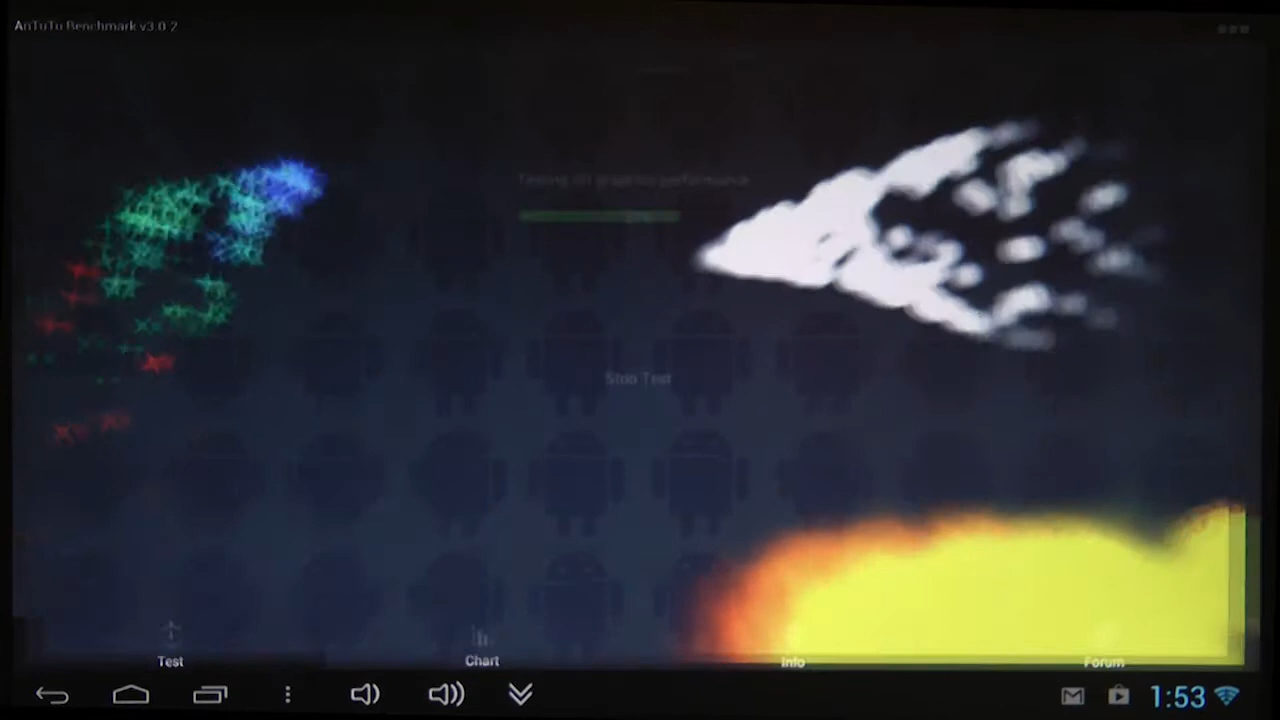 AnTuTu Benchmark v3.0.2
Testing 3D graphics performance
Stop Test
Test
Chart
Info
Forum
1:53